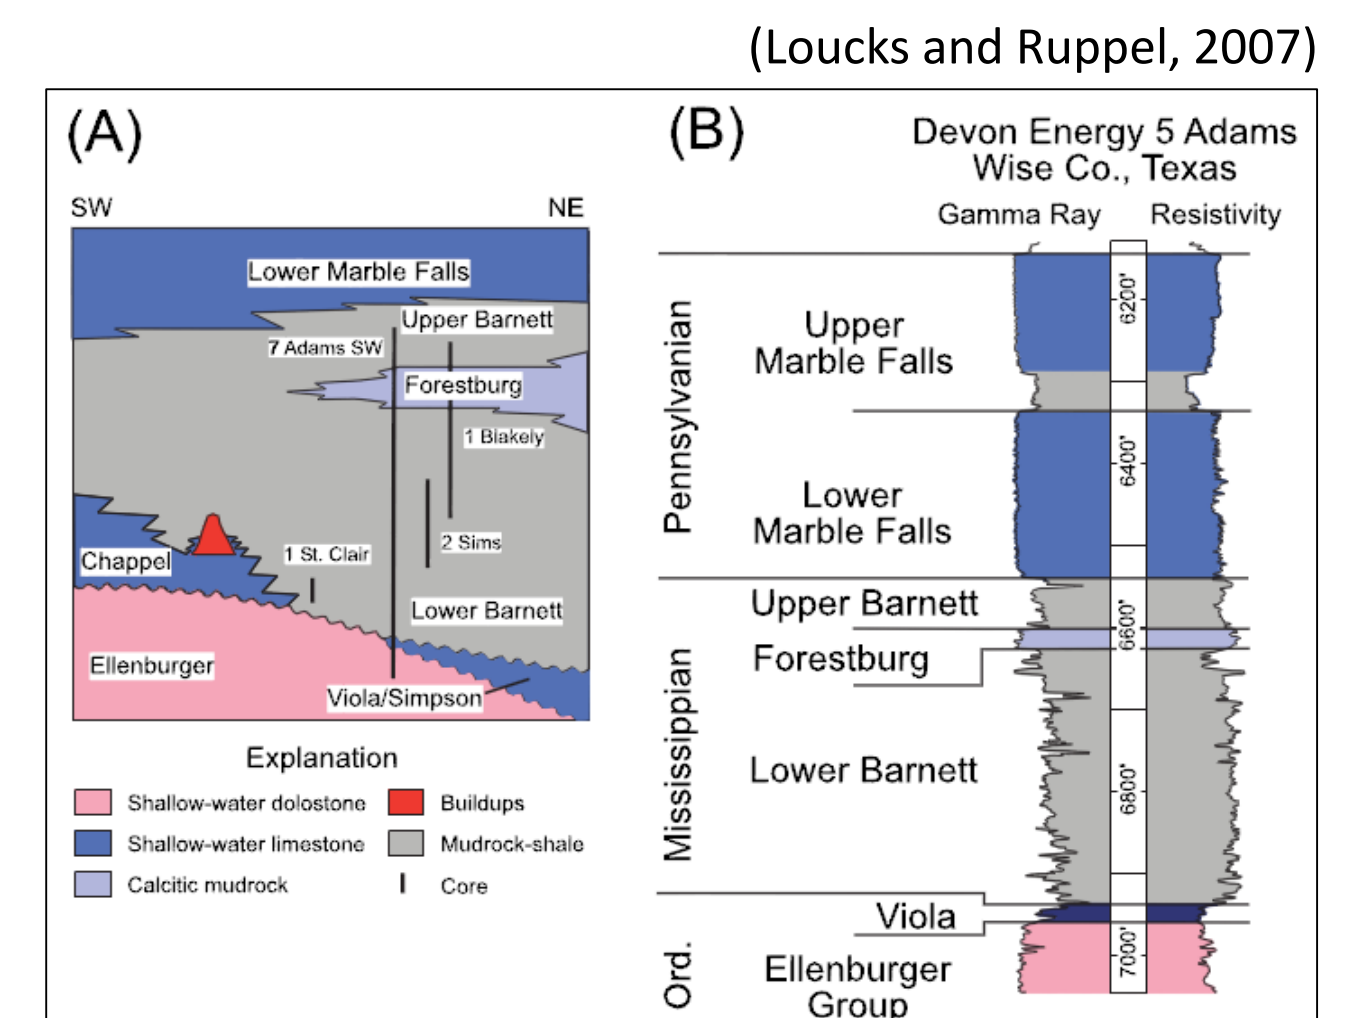 (Loucks and Ruppel, 2007)
(A)
SW
NE
Lower Marble Falls
Upper Barnett
7 Adams SW
Forestburg
1 Blakely
2 Sims
1 St. Clair
Chappel
Lower Barnett
Ellenburger
Viola/Simpson
Explanation
Shallow-water dolostone
Buildups
Shallow-water limestone
Mudrock-shale
Calcitic mudrock
Core
(B)
Devon Energy 5 Adams
Wise Co., Texas
Gamma Ray
Resistivity
Pennsylvanian
Upper
Marble Falls
6200'
Lower
Marble Falls
6400'
Mississippian
Upper Barnett
6600'
Forestburg
Lower Barnett
6800'
Ord.
Viola
Ellenburger
Group
7000'